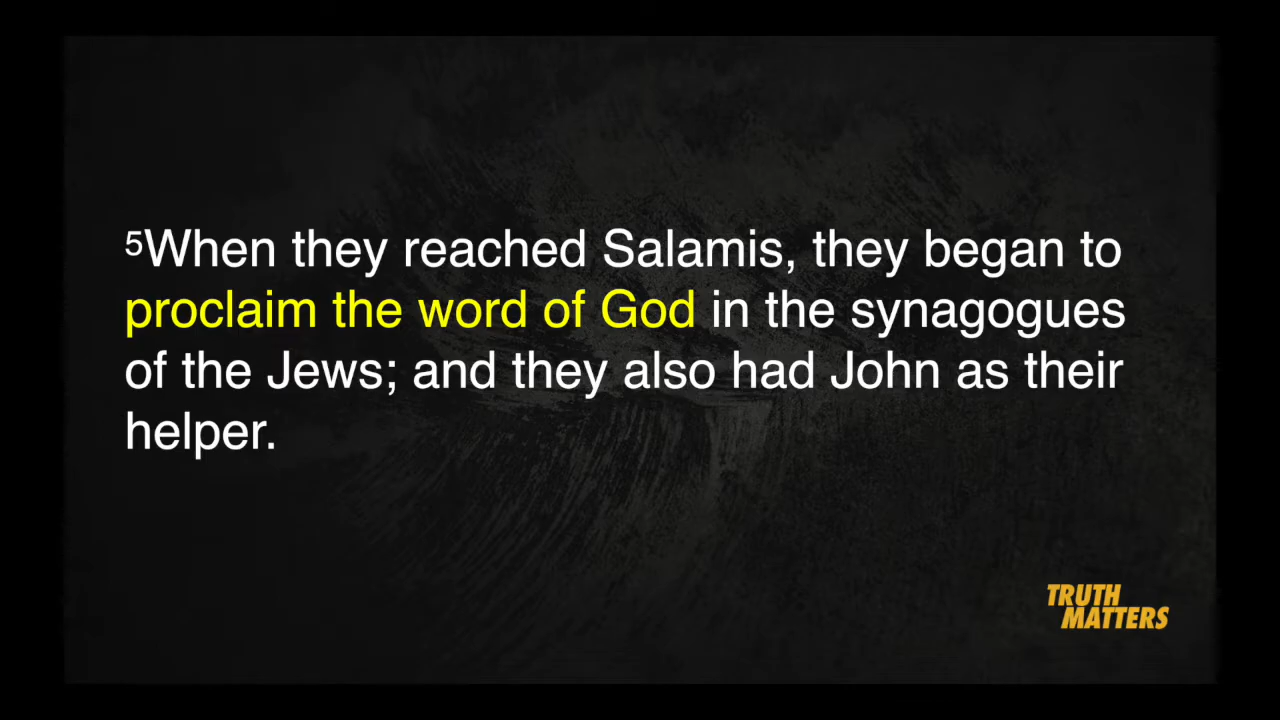 ⁵When they reached Salamis, they began to
proclaim the word of God in the synagogues
of the Jews; and they also had John as their
helper.
TRUTH
MATTERS